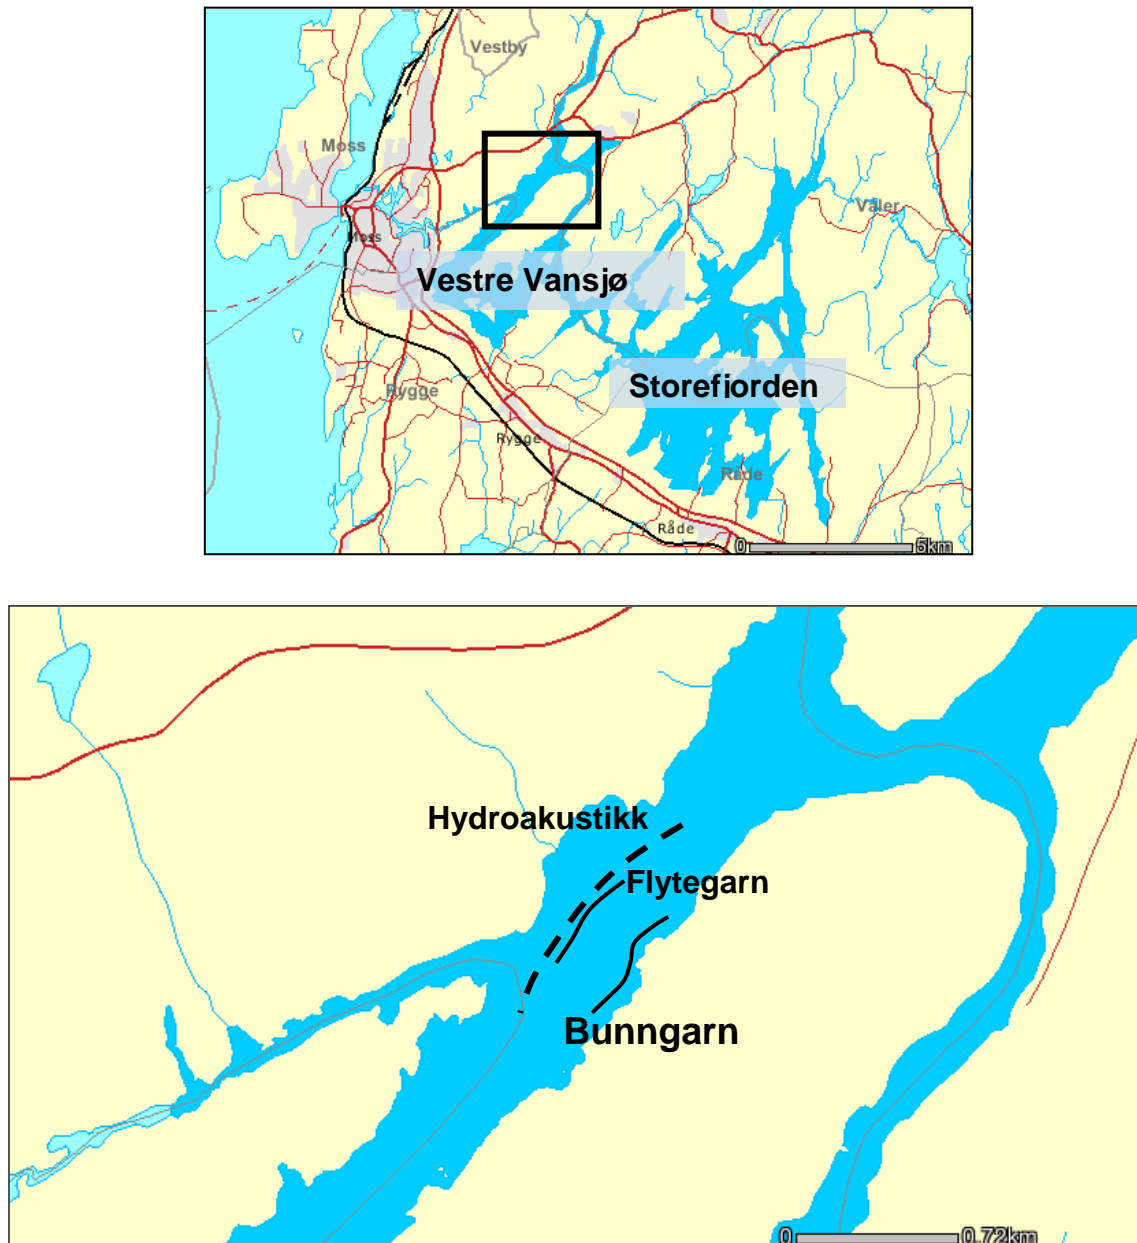 Vestby
Moss
Moss
Våler
Vestre Vansjø
Storefjorden
Rygge
Rygge
Råde
Råde
0 5km
Hydroakustikk
Flytegarn
Bunngarn
0 0.72km